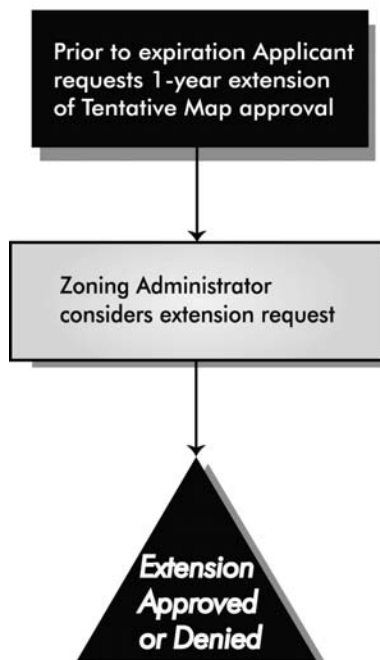 Prior to expiration Applicant
requests 1-year extension
of Tentative Map approval
Zoning Administrator
considers extension request
Extension
Approved
or Denied